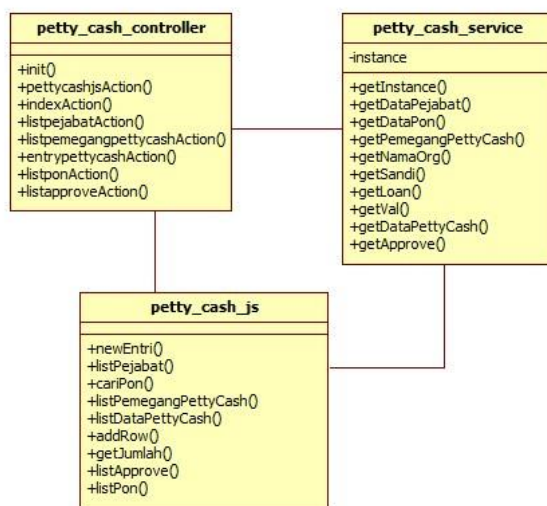 petty_cash_controller
+init()
+pettycashjsAction()
+indexAction()
+listpejabatAction()
+listpemegangpettycashAction()
+entrypettycashAction()
+listponAction()
+listapproveAction()
petty_cash_service
-instance
+getInstance()
+getDataPejabat()
+getDataPon()
+getPemegangPettyCash()
+getNamaOrg()
+getSandi()
+getLoan()
+getVal()
+getDataPettyCash()
+getApprove()
petty_cash_js
+newEntri()
+listPejabat()
+cariPon()
+listPemegangPettyCash()
+listDataPettyCash()
+addRow()
+getJumlah()
+listApprove()
+listPon()